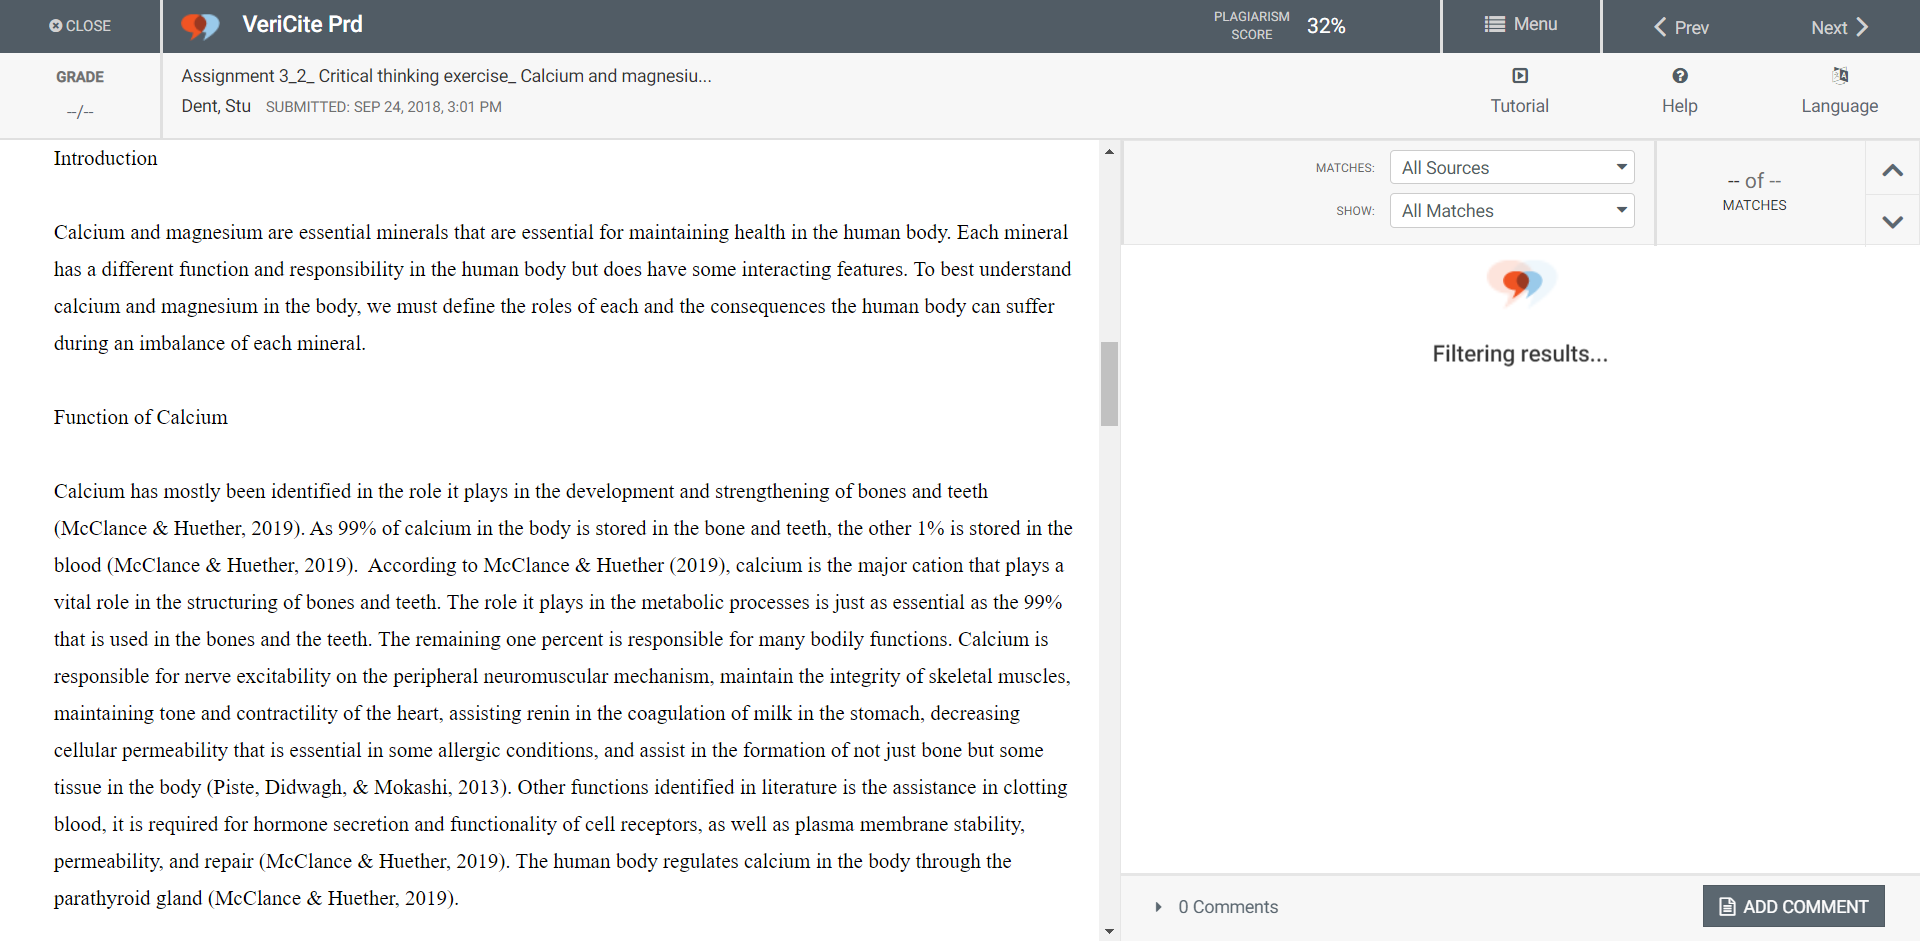 CLOSE
VeriCite Prd
PLAGIARISM
SCORE
32%
Menu
Prev
Next
GRADE
--/--
Assignment 3_2_ Critical thinking exercise_ Calcium and magnesiu...
Dent, Stu SUBMITTED: SEP 24, 2018, 3:01 PM
Tutorial
Help
Language
Introduction
Calcium and magnesium are essential minerals that are essential for maintaining health in the human body. Each mineral
has a different function and responsibility in the human body but does have some interacting features. To best understand
calcium and magnesium in the body, we must define the roles of each and the consequences the human body can suffer
during an imbalance of each mineral.
Function of Calcium
Calcium has mostly been identified in the role it plays in the development and strengthening of bones and teeth
(McClance & Huether, 2019). As 99% of calcium in the body is stored in the bone and teeth, the other 1% is stored in the
blood (McClance & Huether, 2019).  According to McClance & Huether (2019), calcium is the major cation that plays a
vital role in the structuring of bones and teeth. The role it plays in the metabolic processes is just as essential as the 99%
that is used in the bones and the teeth. The remaining one percent is responsible for many bodily functions. Calcium is
responsible for nerve excitability on the peripheral neuromuscular mechanism, maintain the integrity of skeletal muscles,
maintaining tone and contractility of the heart, assisting renin in the coagulation of milk in the stomach, decreasing
cellular permeability that is essential in some allergic conditions, and assist in the formation of not just bone but some
tissue in the body (Piste, Didwagh, & Mokashi, 2013). Other functions identified in literature is the assistance in clotting
blood, it is required for hormone secretion and functionality of cell receptors, as well as plasma membrane stability,
permeability, and repair (McClance & Huether, 2019). The human body regulates calcium in the body through the
parathyroid gland (McClance & Huether, 2019).
MATCHES: All Sources
SHOW: All Matches
-- of --
MATCHES
Filtering results...
0 Comments
ADD COMMENT